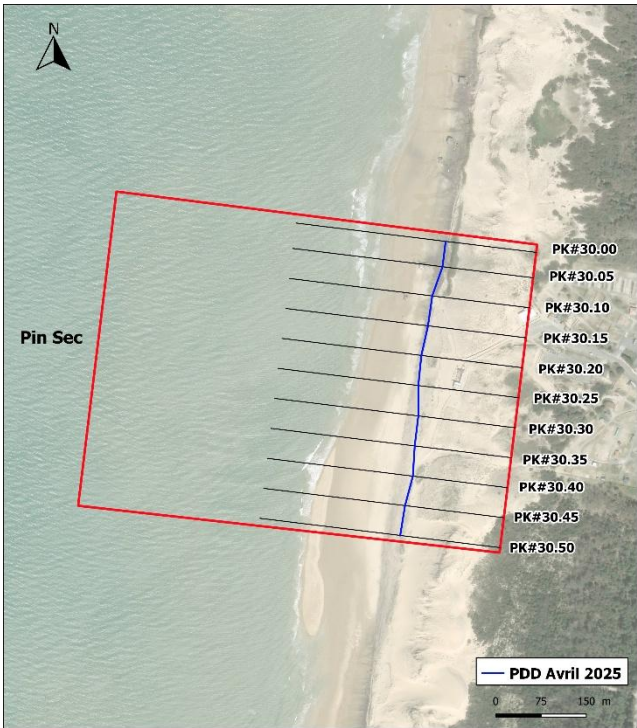 N
PK#30.00
PK#30.05
PK#30.10
PK#30.15
Pin Sec
PK#30.20
PK#30.25
PK#30.30
PK#30.35
PK#30.40
PK#30.45
PK#30.50
PDD Avril 2025
0 75 150 m